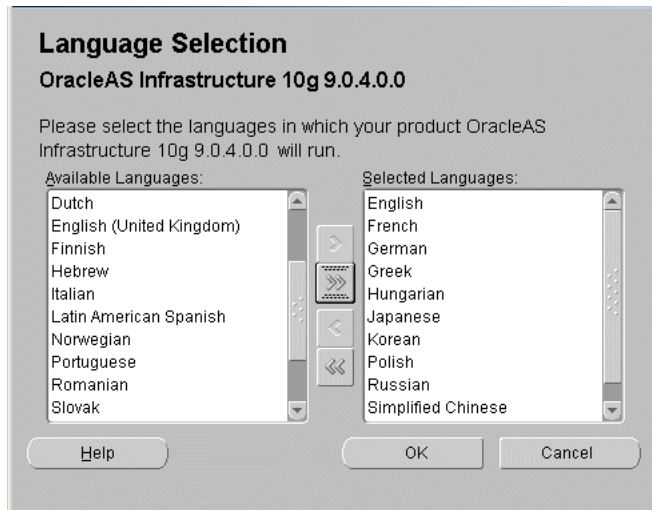 Language Selection
OracleAS Infrastructure 10g 9.0.4.0.0
Please select the languages in which your product OracleAS
Infrastructure 10g 9.0.4.0.0 will run.
Available Languages:
Dutch
English (United Kingdom)
Finnish
Hebrew
Italian
Latin American Spanish
Norwegian
Portuguese
Romanian
Slovak
Selected Languages:
English
French
German
Greek
Hungarian
Japanese
Korean
Polish
Russian
Simplified Chinese
Help
OK
Cancel